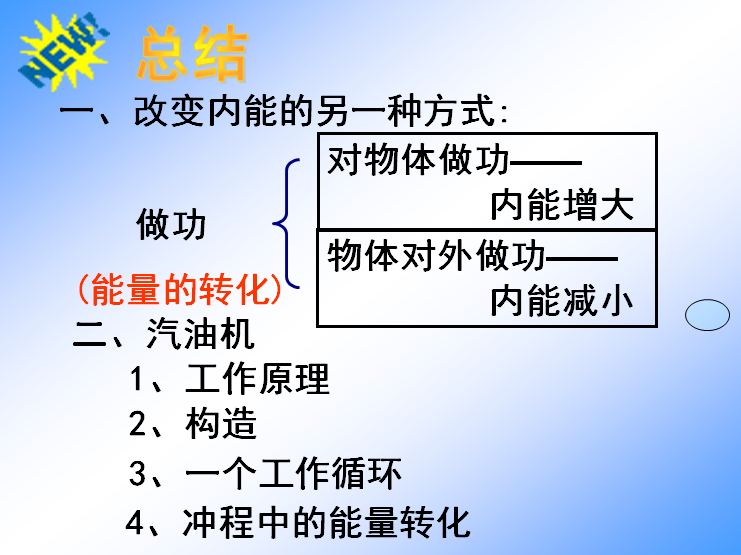 NEW!
总结
一、改变内能的另一种方式:
对物体做功——
内能增大
做功
物体对外做功——
内能减小
(能量的转化)
二、汽油机
1、工作原理
2、构造
3、一个工作循环
4、冲程中的能量转化